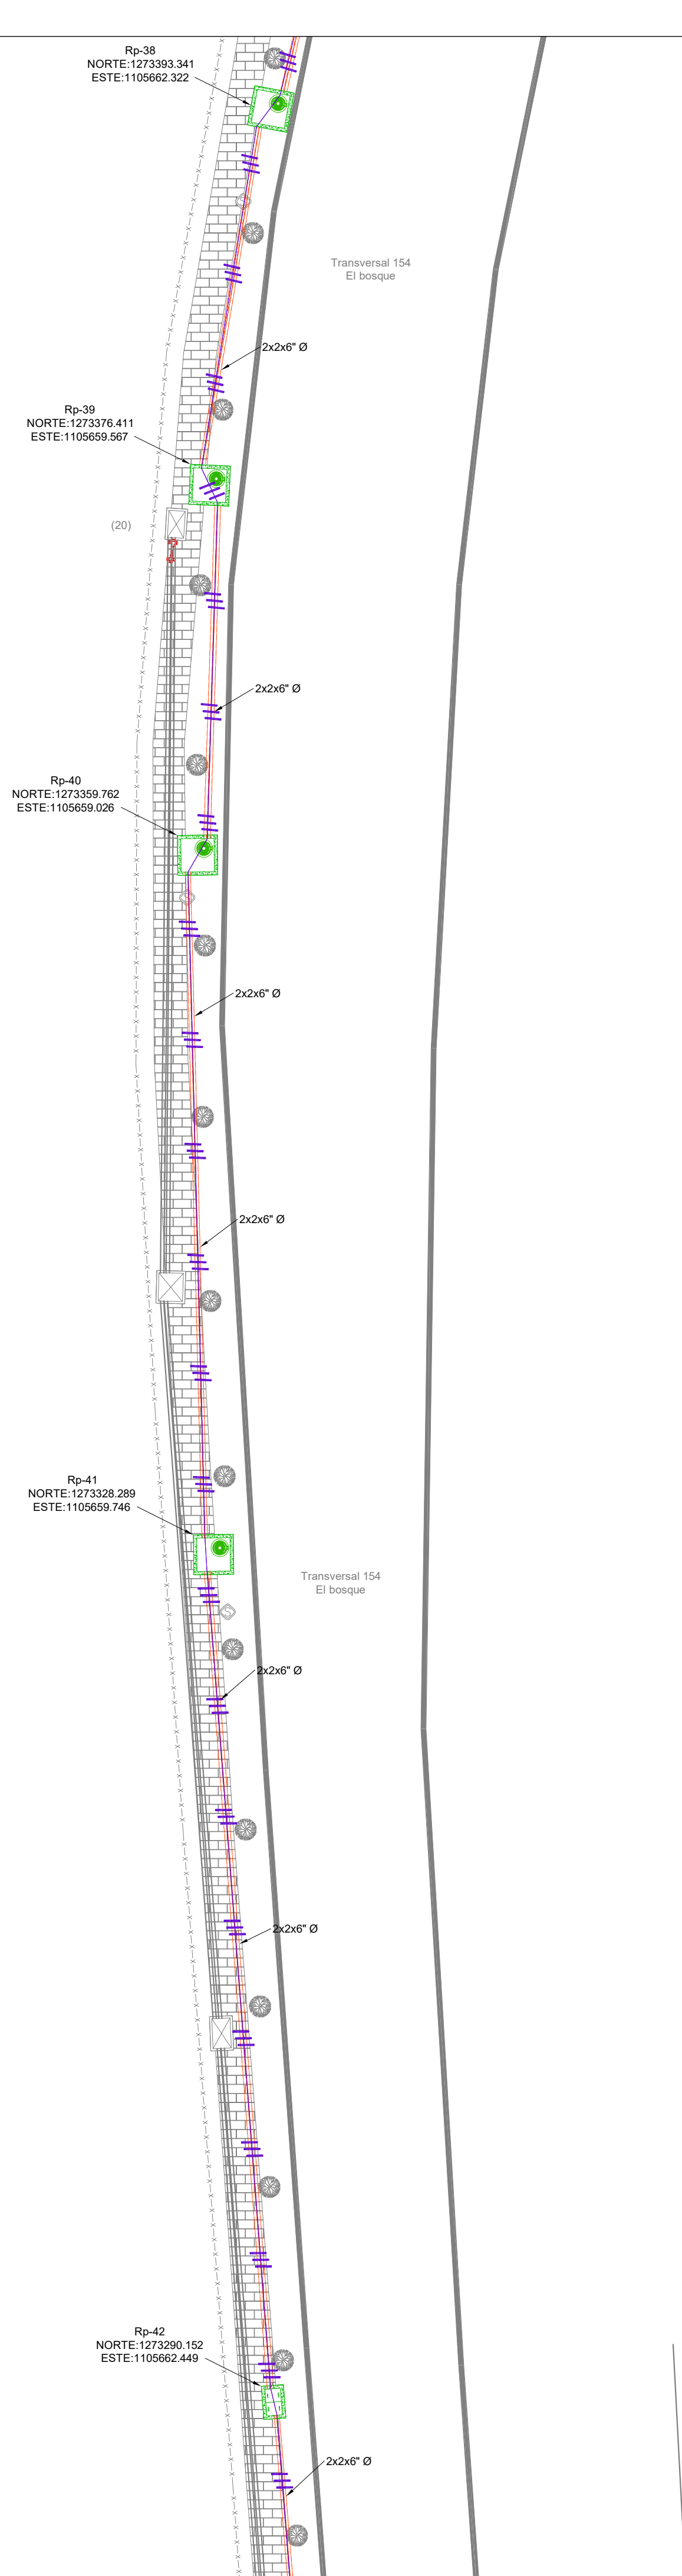 Rp-38
NORTE:1273393.341
ESTE:1105662.322
Transversal 154
El bosque
2x2x6" Ø
Rp-39
NORTE:1273376.411
ESTE:1105659.567
(20)
2x2x6" Ø
Rp-40
NORTE:1273359.762
ESTE:1105659.026
2x2x6" Ø
2x2x6" Ø
Rp-41
NORTE:1273328.289
ESTE:1105659.746
Transversal 154
El bosque
2x2x6" Ø
2x2x6" Ø
Rp-42
NORTE:1273290.152
ESTE:1105662.449
2x2x6" Ø